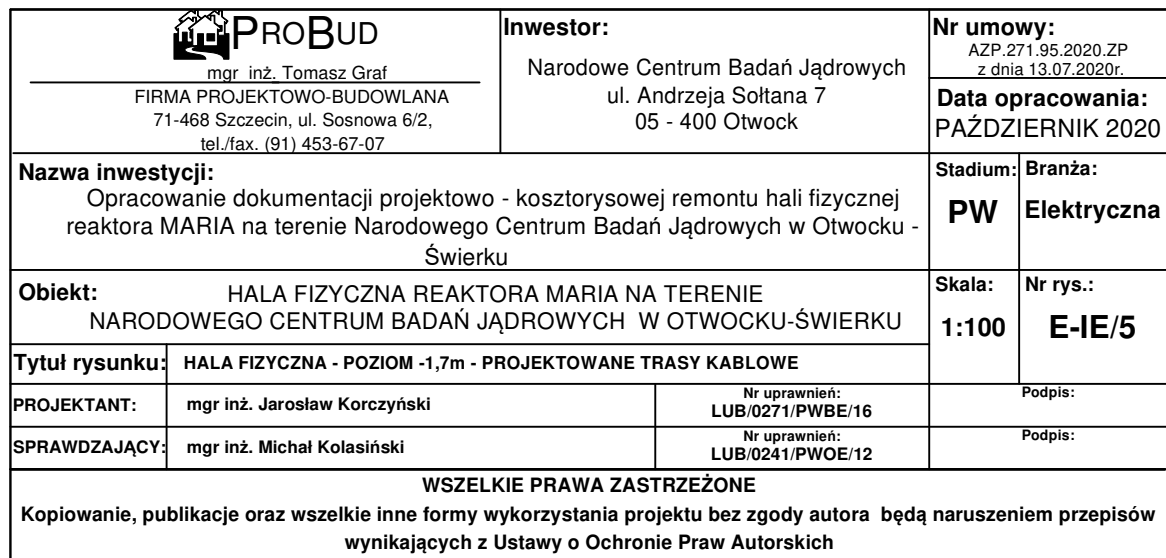 PROBUD
mgr inż. Tomasz Graf
FIRMA PROJEKTOWO-BUDOWLANA
71-468 Szczecin, ul. Sosnowa 6/2,
tel./fax. (91) 453-67-07
Inwestor:
Narodowe Centrum Badań Jądrowych
ul. Andrzeja Sołtana 7
05 - 400 Otwock
Nr umowy:
AZP.271.95.2020.ZP
z dnia 13.07.2020r.
Data opracowania:
PAŹDZIERNIK 2020
Nazwa inwestycji:
Opracowanie dokumentacji projektowo - kosztorysowej remontu hali fizycznej
reaktora MARIA na terenie Narodowego Centrum Badań Jądrowych w Otwocku -
Świerku
Stadium:
PW
Branża:
Elektryczna
Obiekt:
HALA FIZYCZNA REAKTORA MARIA NA TERENIE
NARODOWEGO CENTRUM BADAŃ JĄDROWYCH W OTWOCKU-ŚWIERKU
Skala:
1:100
Nr rys.:
E-IE/5
Tytuł rysunku: HALA FIZYCZNA - POZIOM -1,7m - PROJEKTOWANE TRASY KABLOWE
PROJEKTANT: mgr inż. Jarosław Korczyński
Nr uprawnień:
LUB/0271/PWBE/16
Podpis:
SPRAWDZAJĄCY: mgr inż. Michał Kolasiński
Nr uprawnień:
LUB/0241/PWOE/12
Podpis:
WSZELKIE PRAWA ZASTRZEŻONE
Kopiowanie, publikacje oraz wszelkie inne formy wykorzystania projektu bez zgody autora będą naruszeniem przepisów
wynikających z Ustawy o Ochronie Praw Autorskich